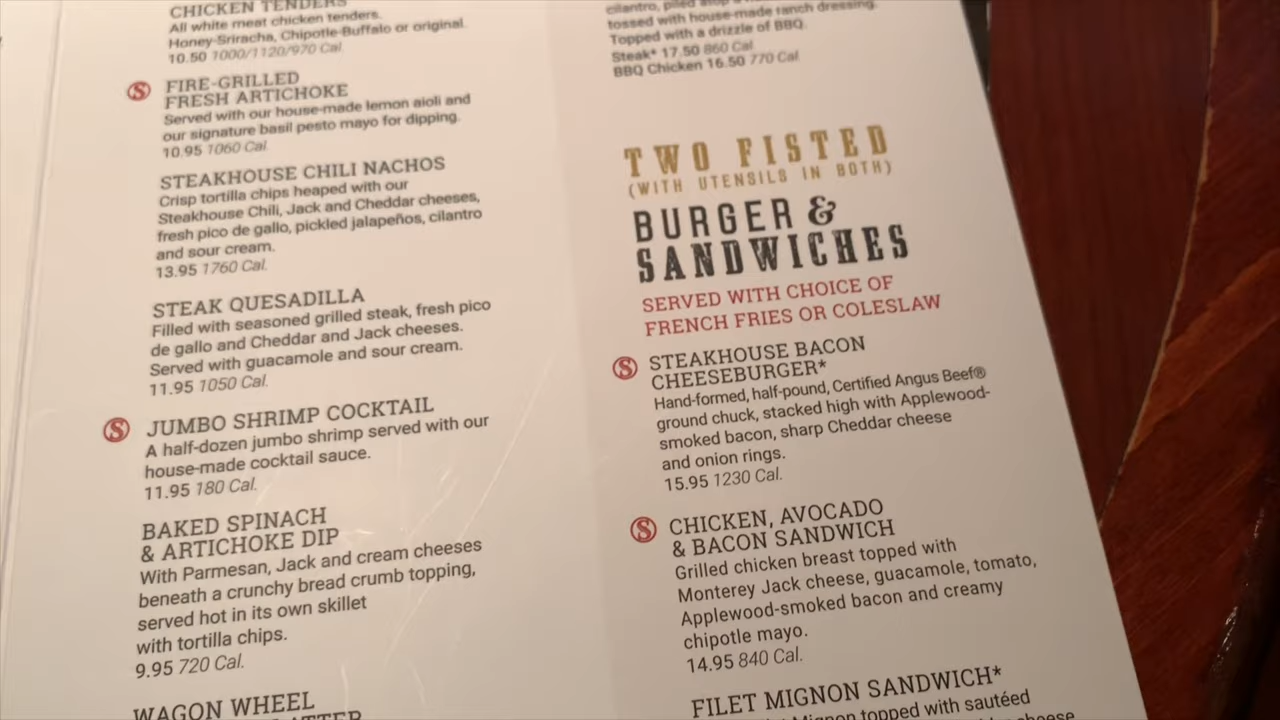 CHICKEN TENDERS
All white meat chicken tenders.
Honey-Sriracha, Chipotle-Buffalo or original.
10.50 1000/1120/970 Cal.
FIRE-GRILLED
FRESH ARTICHOKE
Served with our house-made lemon aioli and
our signature basil pesto mayo for dipping.
10.95 1060 Cal.
STEAKHOUSE CHILI NACHOS
Crisp tortilla chips heaped with our
Steakhouse Chili, Jack and Cheddar cheeses,
fresh pico de gallo, pickled jalapeños, cilantro
and sour cream.
13.95 1760 Cal.
STEAK QUESADILLA
Filled with seasoned grilled steak, fresh pico
de gallo and Cheddar and Jack cheeses.
Served with guacamole and sour cream.
11.95 1050 Cal.
JUMBO SHRIMP COCKTAIL
A half-dozen jumbo shrimp served with our
house-made cocktail sauce.
11.95 180 Cal.
BAKED SPINACH
& ARTICHOKE DIP
With Parmesan, Jack and cream cheeses
beneath a crunchy bread crumb topping,
served hot in its own skillet
with tortilla chips.
9.95 720 Cal.
WAGON WHEEL
cilantro, piled atop a
tossed with house-made ranch dressing.
Topped with a drizzle of BBQ.
Steak* 17.50 860 Cal
BBQ Chicken 16.50 770 Cal
TWO FISTED
(WITH UTENSILS IN BOTH)
BURGER &
SANDWICHES
SERVED WITH CHOICE OF
FRENCH FRIES OR COLESLAW
S STEAKHOUSE BACON
CHEESEBURGER*
Hand-formed, half-pound, Certified Angus Beef®
ground chuck, stacked high with Applewood-
smoked bacon, sharp Cheddar cheese
and onion rings.
15.95 1230 Cal.
S CHICKEN, AVOCADO
& BACON SANDWICH
Grilled chicken breast topped with
Monterey Jack cheese, guacamole, tomato,
Applewood-smoked bacon and creamy
chipotle mayo.
14.95 840 Cal.
FILET MIGNON SANDWICH*
Mignon topped with sautéed
cheese